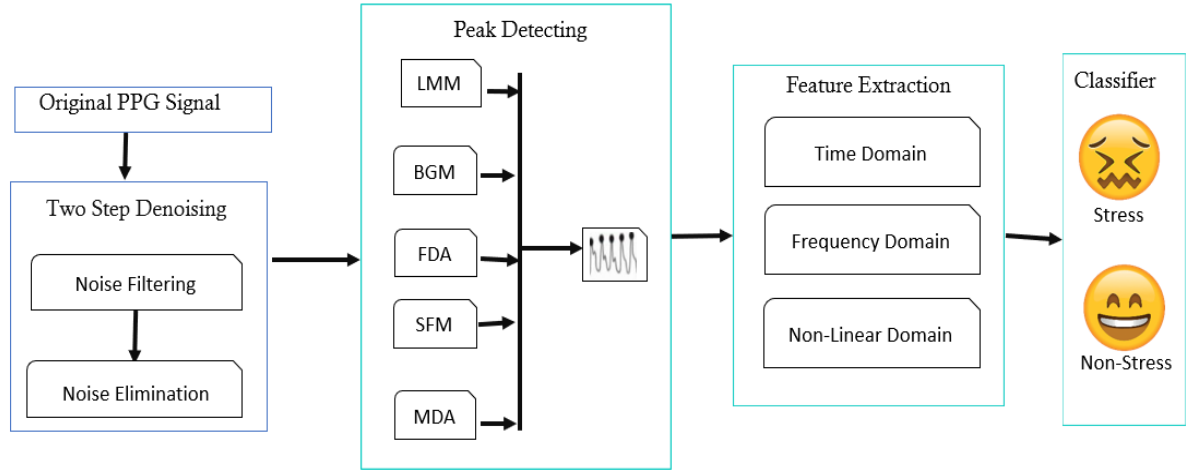 Original PPG Signal
Two Step Denoising
Noise Filtering
Noise Elimination
Peak Detecting
LMM
BGM
FDA
SFM
MDA
Feature Extraction
Time Domain
Frequency Domain
Non-Linear Domain
Classifier
Stress
Non-Stress